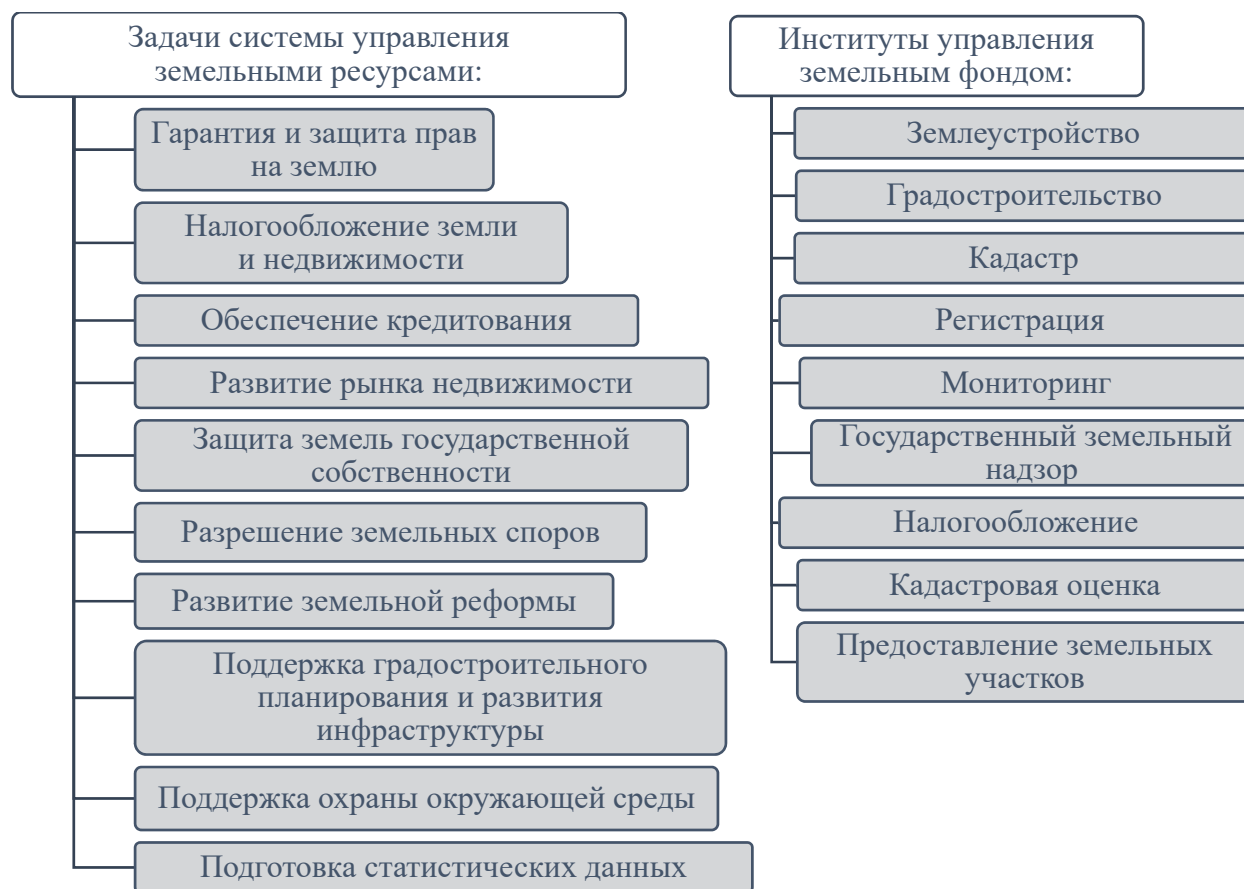 Задачи системы управления
земельными ресурсами:
Гарантия и защита прав
на землю
Налогообложение земли
и недвижимости
Обеспечение кредитования
Развитие рынка недвижимости
Защита земель государственной
собственности
Разрешение земельных споров
Развитие земельной реформы
Поддержка градостроительного
планирования и развития
инфраструктуры
Поддержка охраны окружающей среды
Подготовка статистических данных
Институты управления
земельным фондом:
Землеустройство
Градостроительство
Кадастр
Регистрация
Мониторинг
Государственный земельный
надзор
Налогообложение
Кадастровая оценка
Предоставление земельных
участков